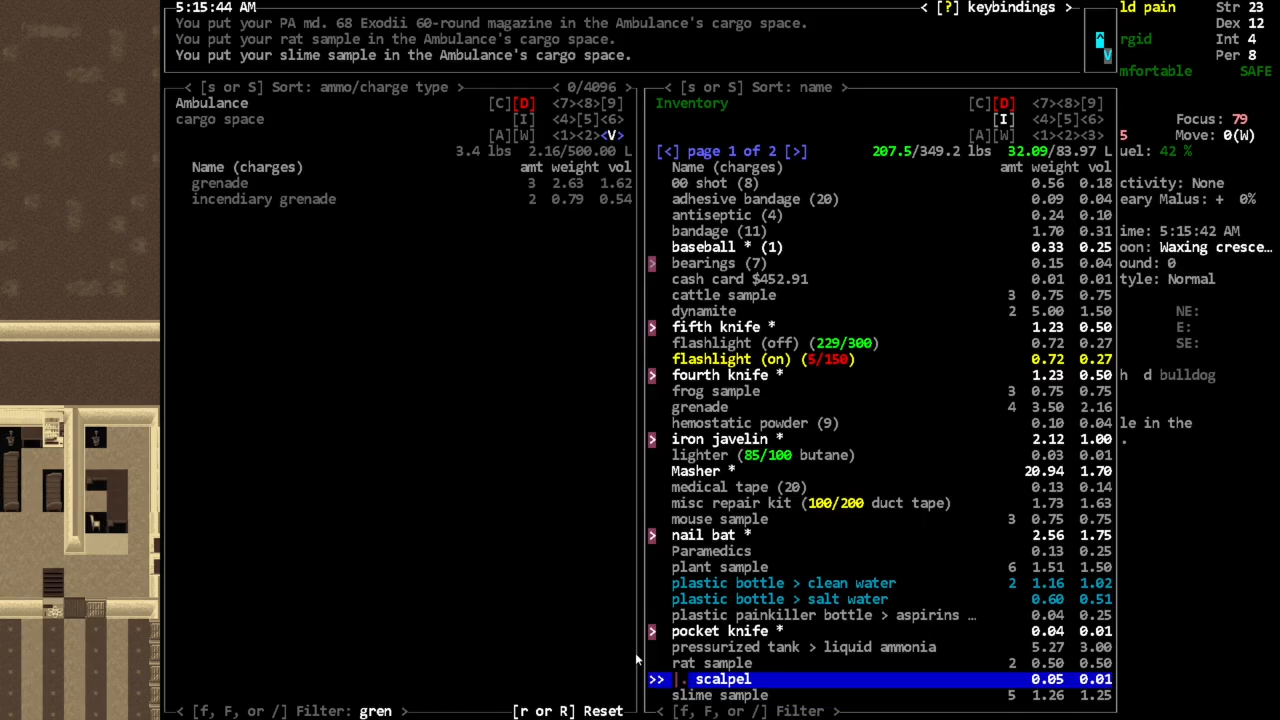 5:15:44 AM
< [?] keybindings >
ld pain
Str 23
You put your PA md. 68 Exodii 60-round magazine in the Ambulance's cargo space.
Dex 12
You put your rat sample in the Ambulance's cargo space.
^
rgid
Int 4
You put your slime sample in the Ambulance's cargo space.
V
Per 8
mfortable
SAFE
< [s or S] Sort: ammo/charge type > < 0/4096 >
< [s or S] Sort: name >
Ambulance [C][D] <7><8>[9]
cargo space [I] <4>[5]<6>
[A][W] <1><2><V>
3.4 lbs 2.16/500.00 L
Name (charges) amt weight vol
grenade 3 2.63 1.62
incendiary grenade 2 0.79 0.54
< [f, F, or /] Filter: gren > [r or R] Reset
Inventory [C][D] <7><8>[9]
[I] <4>[5]<6>
[A][W] <1><2><3>
[<] page 1 of 2 [>] 207.5/349.2 lbs 32.09/83.97 L
Name (charges) amt weight vol
00 shot (8) 0.56 0.18
adhesive bandage (20) 0.09 0.04
antiseptic (4) 0.24 0.10
bandage (11) 1.70 0.31
baseball * (1) 0.33 0.25
> bearings (7) 0.15 0.04
cash card $452.91 0.01 0.01
cattle sample 3 0.75 0.75
dynamite 2 5.00 1.50
> fifth knife * 1.23 0.50
flashlight (off) (229/300) 0.72 0.27
flashlight (on) (5/150) 0.72 0.27
> fourth knife * 1.23 0.50
frog sample 3 0.75 0.75
grenade 4 3.50 2.16
hemostatic powder (9) 0.10 0.04
> iron javelin * 2.12 1.00
lighter (85/100 butane) 0.03 0.01
Masher * 20.94 1.70
medical tape (20) 0.13 0.14
misc repair kit (100/200 duct tape) 1.73 1.63
mouse sample 3 0.75 0.75
> nail bat * 2.56 1.75
Paramedics 0.13 0.25
plant sample 6 1.51 1.50
plastic bottle > clean water 2 1.16 1.02
plastic bottle > salt water 0.60 0.51
plastic painkiller bottle > aspirins … 0.04 0.25
> pocket knife * 0.04 0.01
pressurized tank > liquid ammonia 5.27 3.00
rat sample 2 0.50 0.50
>> |. scalpel 0.05 0.01
slime sample 5 1.26 1.25
< [f, F, or /] Filter >
Focus: 79
5 Move: 0(W)
uel: 42 %
ctivity: None
eary Malus: + 0%
ime: 5:15:42 AM
oon: Waxing cresce…
ound: 0
tyle: Normal
NE:
E:
SE:
h d bulldog
le in the
.